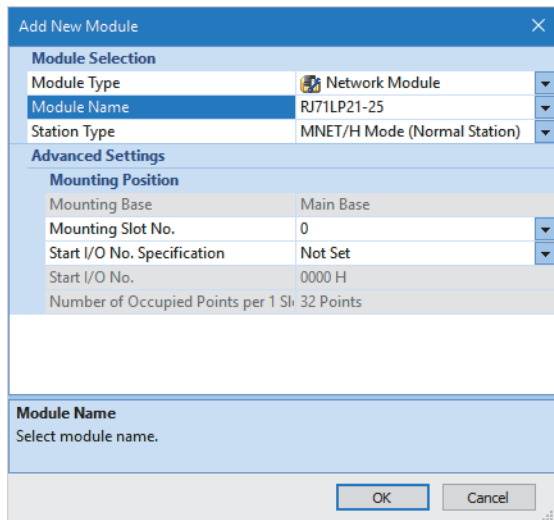 Add New Module
Module Selection
Module Type Network Module
Module Name RJ71LP21-25
Station Type MNET/H Mode (Normal Station)
Advanced Settings
Mounting Position
Mounting Base Main Base
Mounting Slot No. 0
Start I/O No. Specification Not Set
Start I/O No. 0000 H
Number of Occupied Points per 1 Sl 32 Points
Module Name
Select module name.
OK Cancel